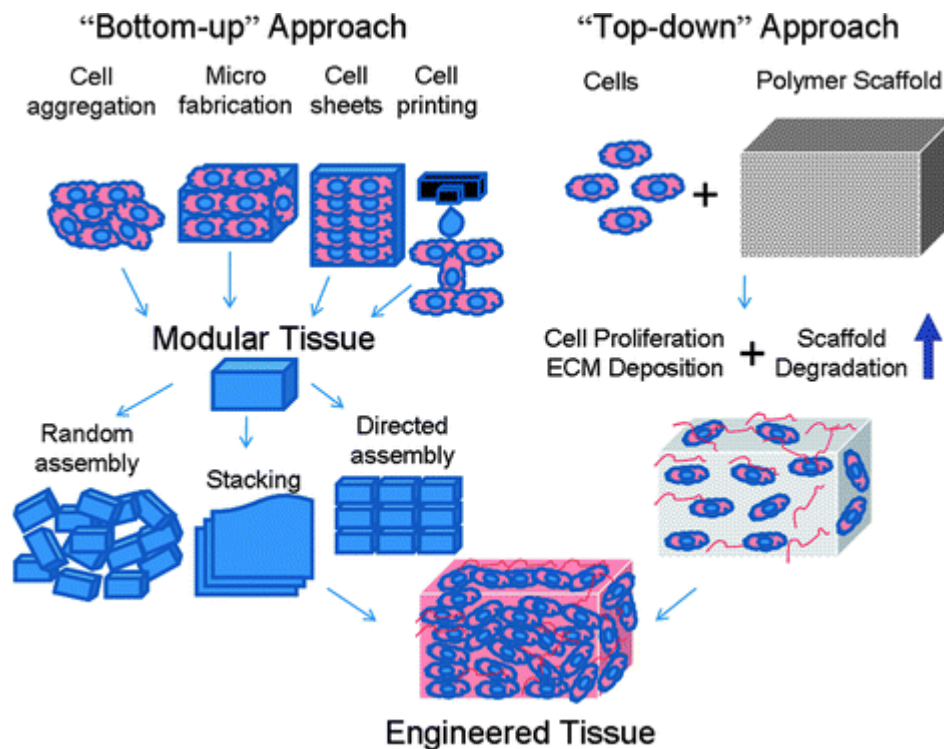 “Bottom-up” Approach
Cell
aggregation
Micro
fabrication
Cell
sheets
Cell
printing
Modular Tissue
Random
assembly
Stacking
Directed
assembly
“Top-down” Approach
Cells
Polymer Scaffold
+
Cell Proliferation
ECM Deposition
+
Scaffold
Degradation
Engineered Tissue